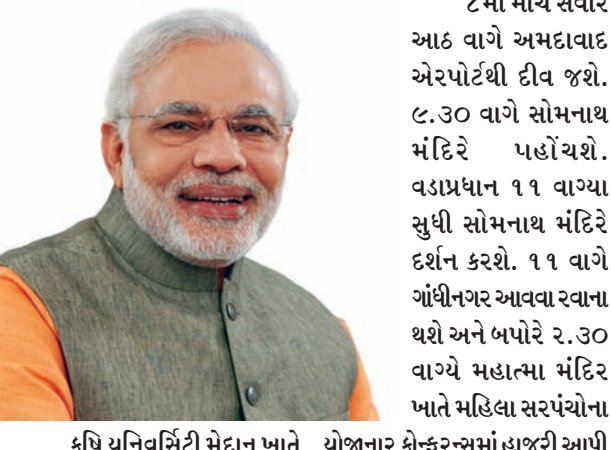 ૮મી માર્ચે સવારે
આઠ વાગે અમદાવાદ
એરપોર્ટથી દીવ જશે.
૯.૩૦ વાગે સોમનાથ
મંદિરે પહોંચશે.
વડાપ્રધાન ૧૧ વાગ્યા
સુધી સોમનાથ મંદિરે
દર્શન કરશે. ૧૧ વાગે
ગાંધીનગર આવવા રવાના
થશે અને બપોરે ૨.૩૦
વાગ્યે મહાત્મા મંદિર
ખાતે મહિલા સરપંચોના
કૃષિ યુનિવર્સિટી મેદાન ખાતે યોજાનાર કોન્ફરન્સમાં હાજરી આપી